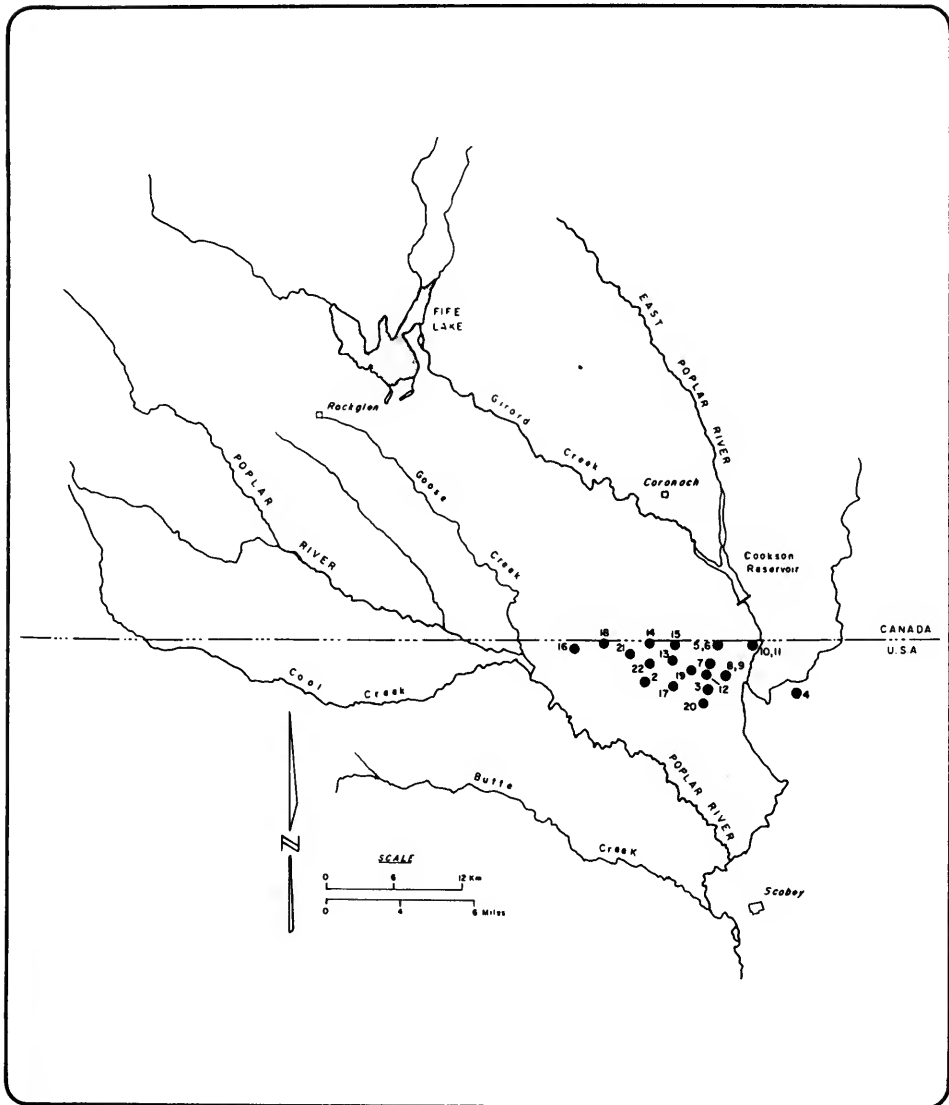 FIFE
LAKE
EAST POPLAR RIVER
Rockglen
Girard Creek
Goose Creek
Coronach
POPLAR RIVER
Cookson
Reservoir
CANADA
U.S.A
18
14
15
5,6
10,11
16
21
13
7
8,9
22
19
2
17
3
12
4
20
Coal Creek
POPLAR RIVER
Butte Creek
N
SCALE
0 6 12 Km
0 4 6 Miles
Scobey